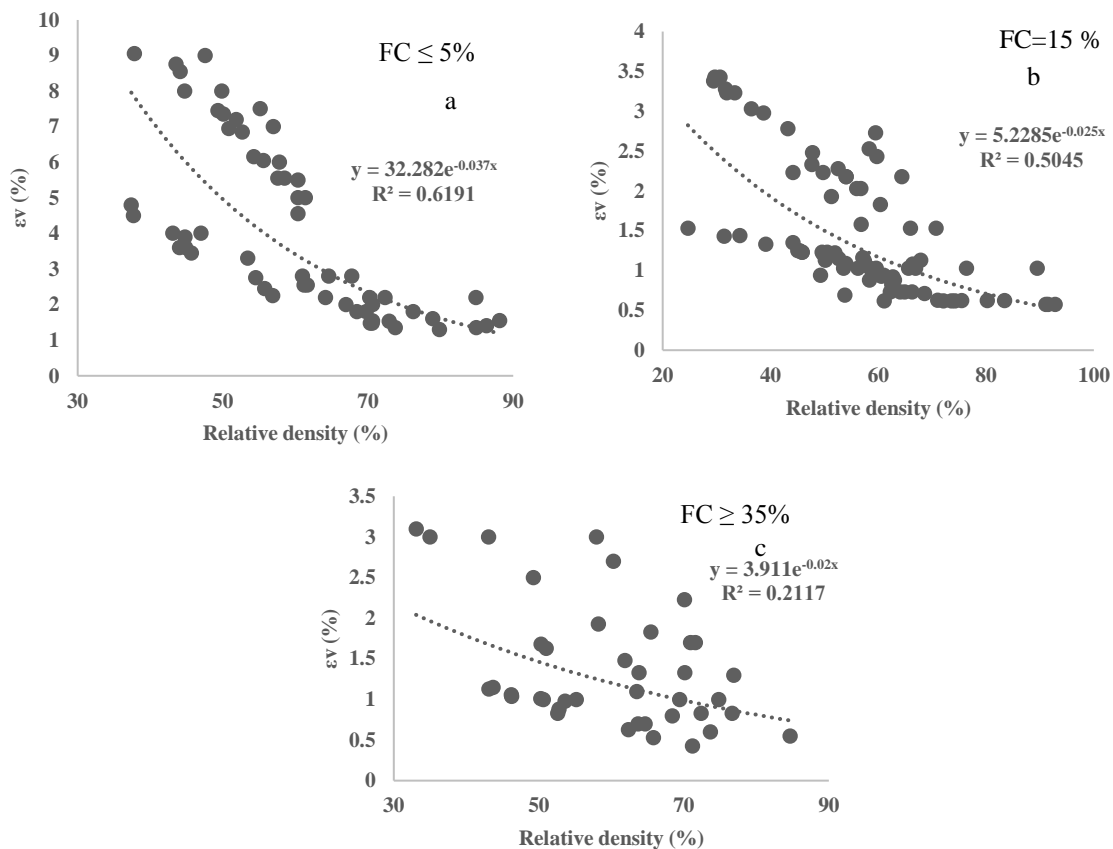 FC ≤ 5%
a
y = 32.282e^-0.037x
R² = 0.6191
εv (%)
10
9
8
7
6
5
4
3
2
1
0
30 50 70 90
Relative density (%)
FC=15 %
b
y = 5.2285e^-0.025x
R² = 0.5045
εv (%)
4
3.5
3
2.5
2
1.5
1
0.5
0
20 40 60 80 100
Relative density (%)
FC ≥ 35%
c
y = 3.911e^-0.02x
R² = 0.2117
εv (%)
3.5
3
2.5
2
1.5
1
0.5
0
30 50 70 90
Relative density (%)